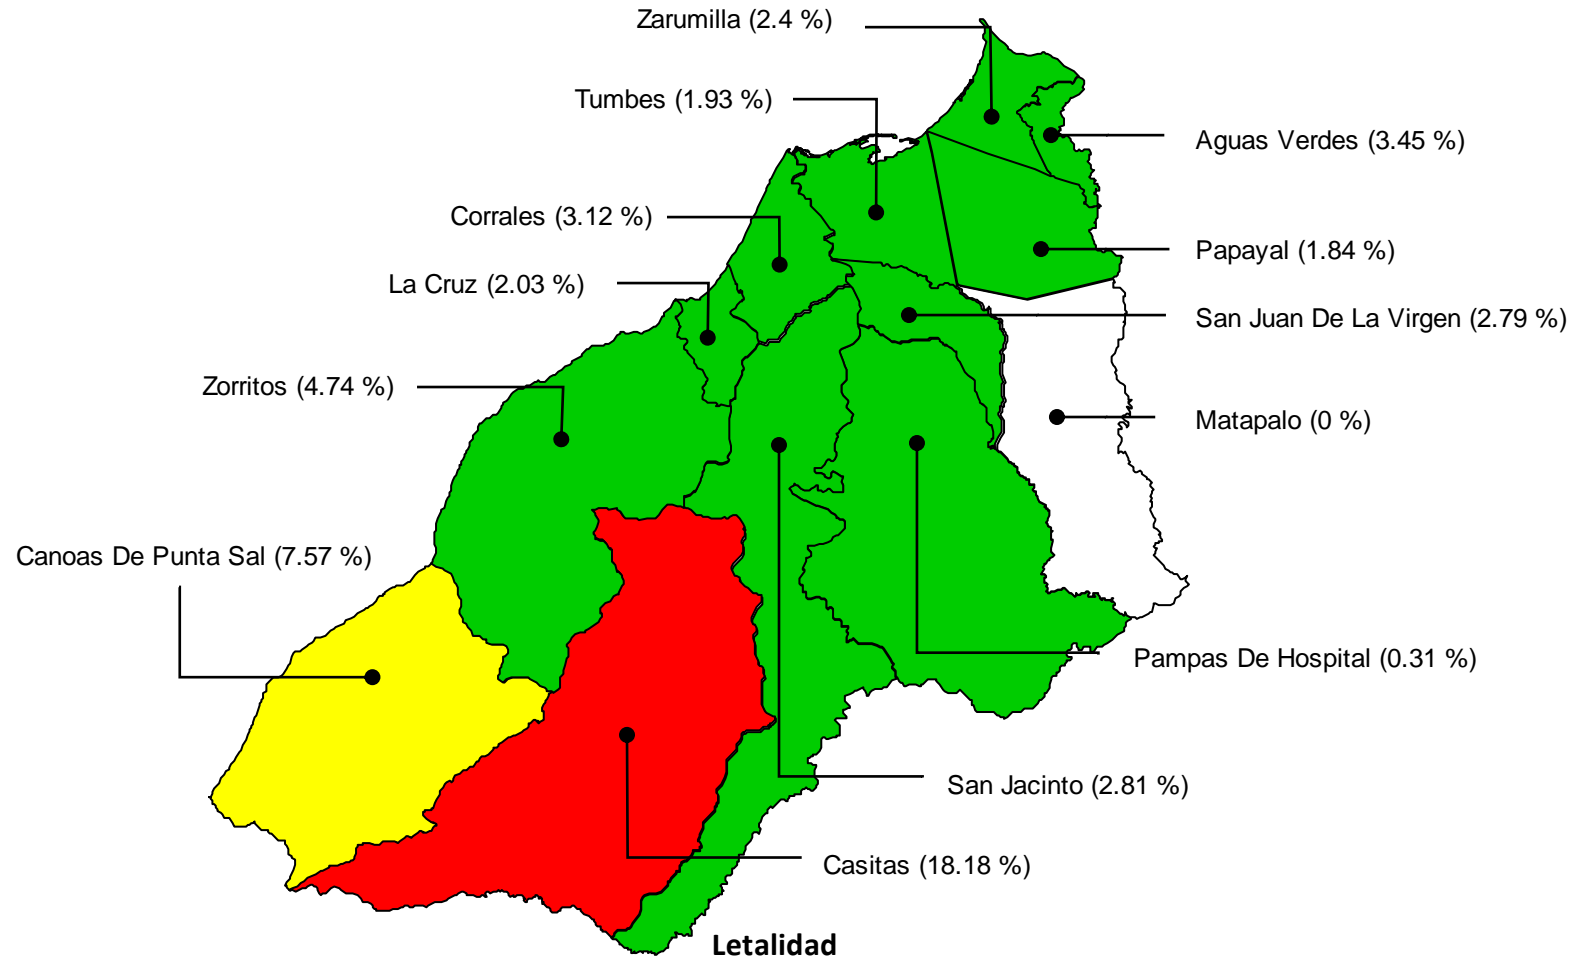 Zarumilla (2.4 %)
Tumbes (1.93 %)
Aguas Verdes (3.45 %)
Corrales (3.12 %)
Papayal (1.84 %)
La Cruz (2.03 %)
San Juan De La Virgen (2.79 %)
Zorritos (4.74 %)
Matapalo (0 %)
Canoas De Punta Sal (7.57 %)
Pampas De Hospital (0.31 %)
San Jacinto (2.81 %)
Casitas (18.18 %)
Letalidad